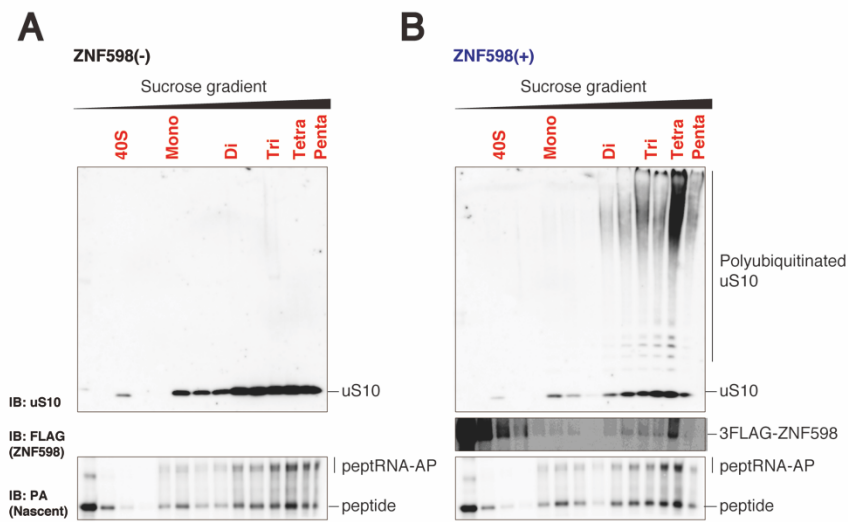 A
ZNF598(-)
Sucrose gradient
40S
Mono
Di
Tri
Tetra
Penta
uS10
IB: uS10
IB: FLAG
(ZNF598)
peptRNA-AP
IB: PA
(Nascent)
peptide
B
ZNF598(+)
Sucrose gradient
40S
Mono
Di
Tri
Tetra
Penta
Polyubiquitinated
uS10
uS10
3FLAG-ZNF598
peptRNA-AP
peptide